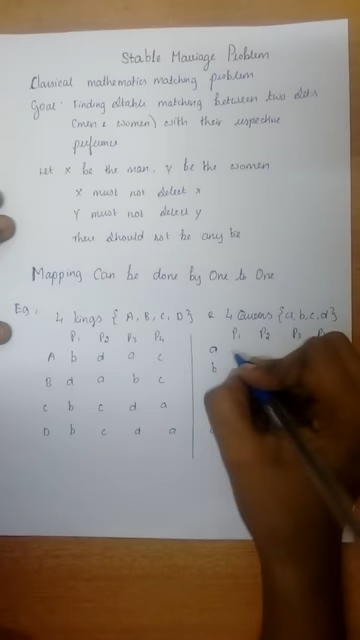 Stable Marriage Problem
Classical mathematics matching problem
Goal: Finding stable matching between two sets
(men & women) with their respective
preference
Let X be the man, Y be the women
X must not select x
Y must not select y
There should not be any tie
Mapping Can be done by One to One
Eg: 4 Kings { A, B, C, D } & 4 Queens {a, b, c, d}
P1 P2 P3 P4
A b d a c
B d a b c
C b c d a
D b c d a
P1 P2 P3
a
b